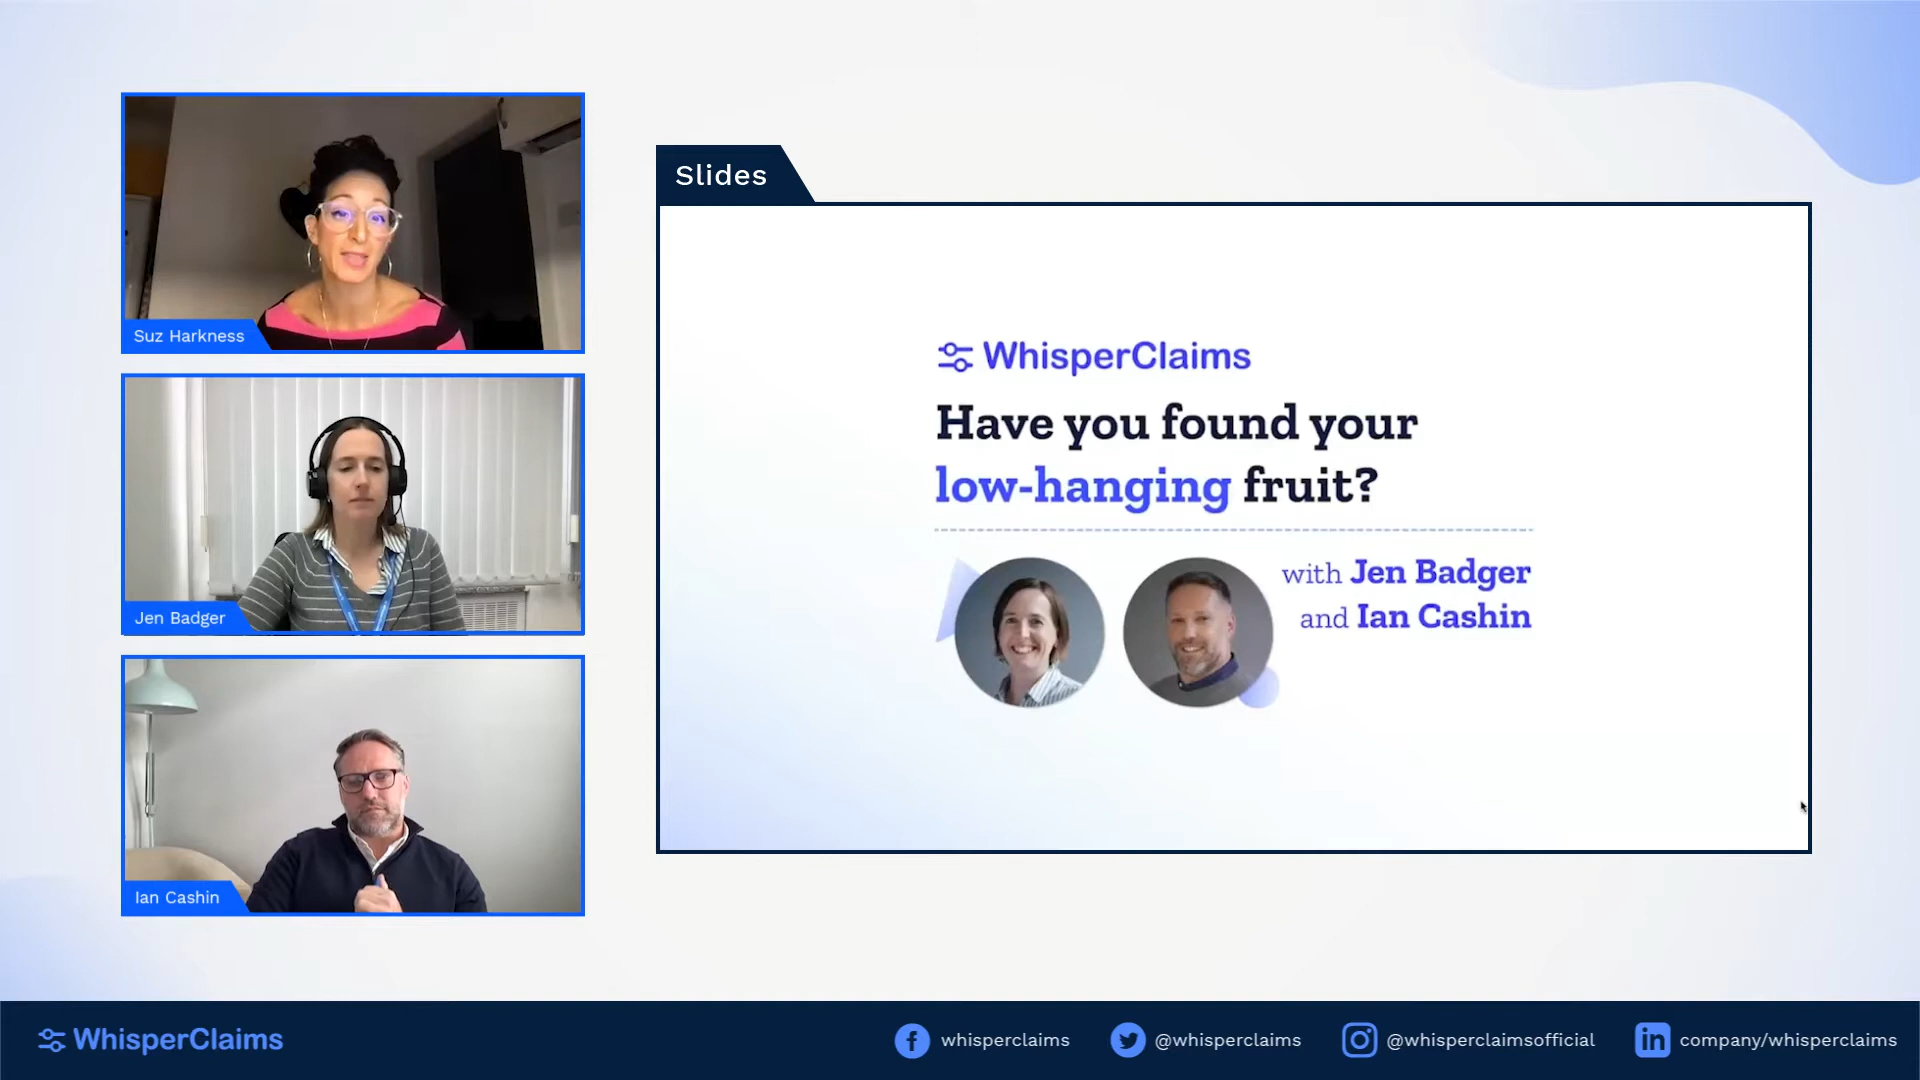 Suz Harkness
Jen Badger
Ian Cashin
Slides
WhisperClaims
Have you found your
low-hanging fruit?
with Jen Badger
and Ian Cashin
WhisperClaims
whisperclaims
@whisperclaims
@whisperclaimsofficial
company/whisperclaims